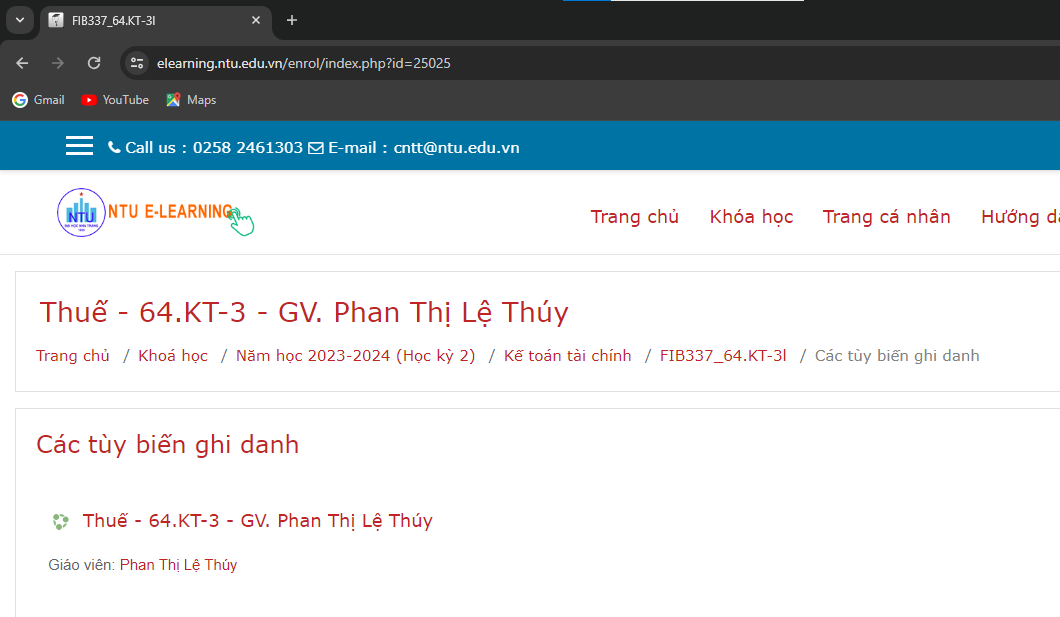 FIB337_64.KT-3l
elearning.ntu.edu.vn/enrol/index.php?id=25025
Gmail YouTube Maps
Call us : 0258 2461303 E-mail : cntt@ntu.edu.vn
NTU NTU E-LEARNING
Trang chủ Khóa học Trang cá nhân Hướng
Thuế - 64.KT-3 - GV. Phan Thị Lệ Thúy
Trang chủ / Khoá học / Năm học 2023-2024 (Học kỳ 2) / Kế toán tài chính / FIB337_64.KT-3l / Các tùy biến ghi danh
Các tùy biến ghi danh
Thuế - 64.KT-3 - GV. Phan Thị Lệ Thúy
Giáo viên: Phan Thị Lệ Thúy